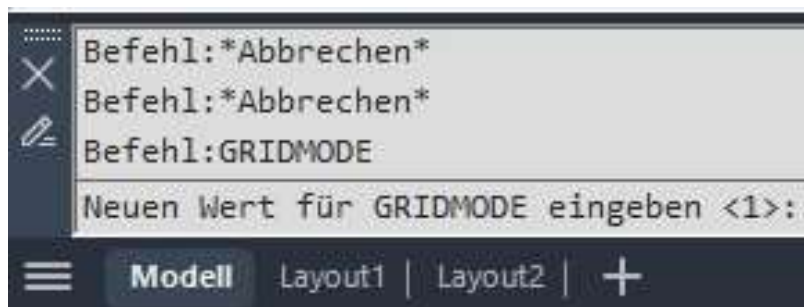 Befehl:*Abbrechen*
Befehl:*Abbrechen*
Befehl:GRIDMODE
Neuen Wert für GRIDMODE eingeben <1>:
Modell Layout1 | Layout2 | +